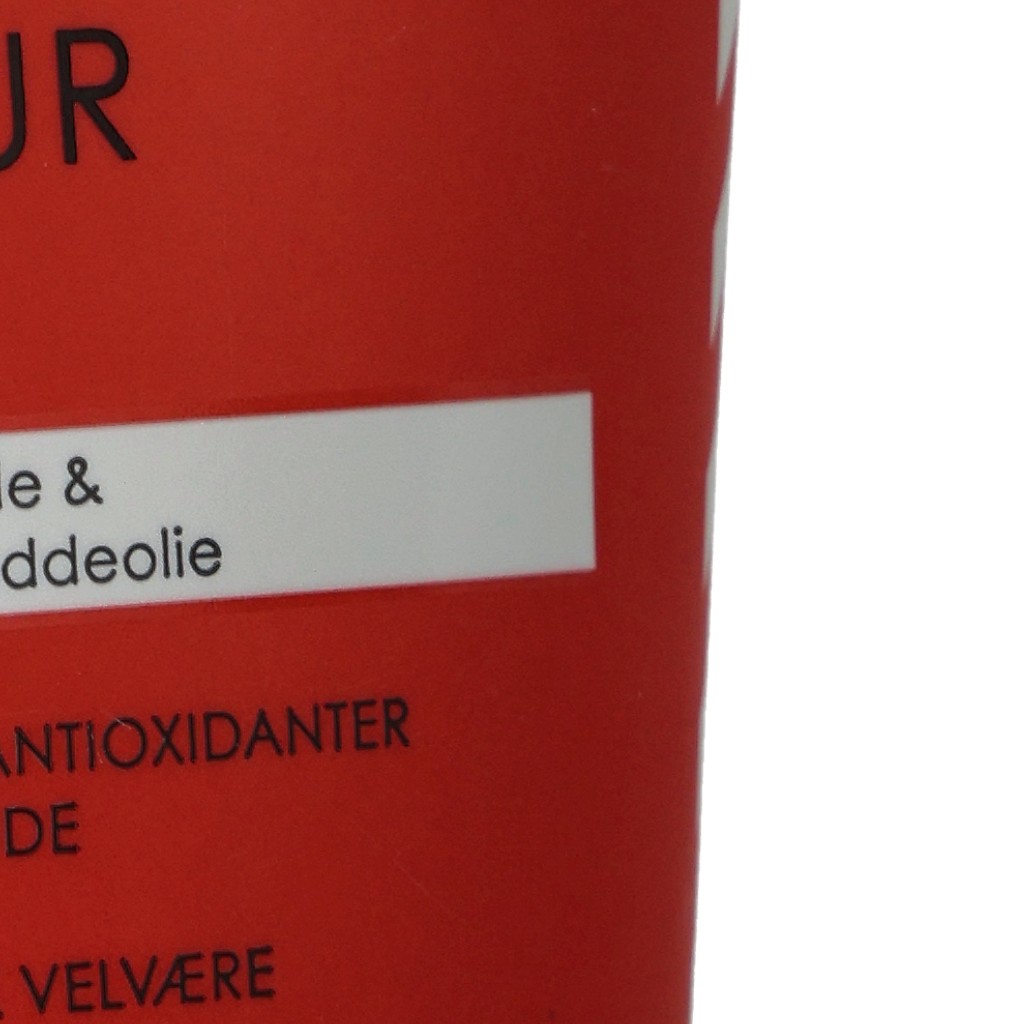 UR
le &
ddeolie
ANTIOXIDANTER
DE
VELVÆRE